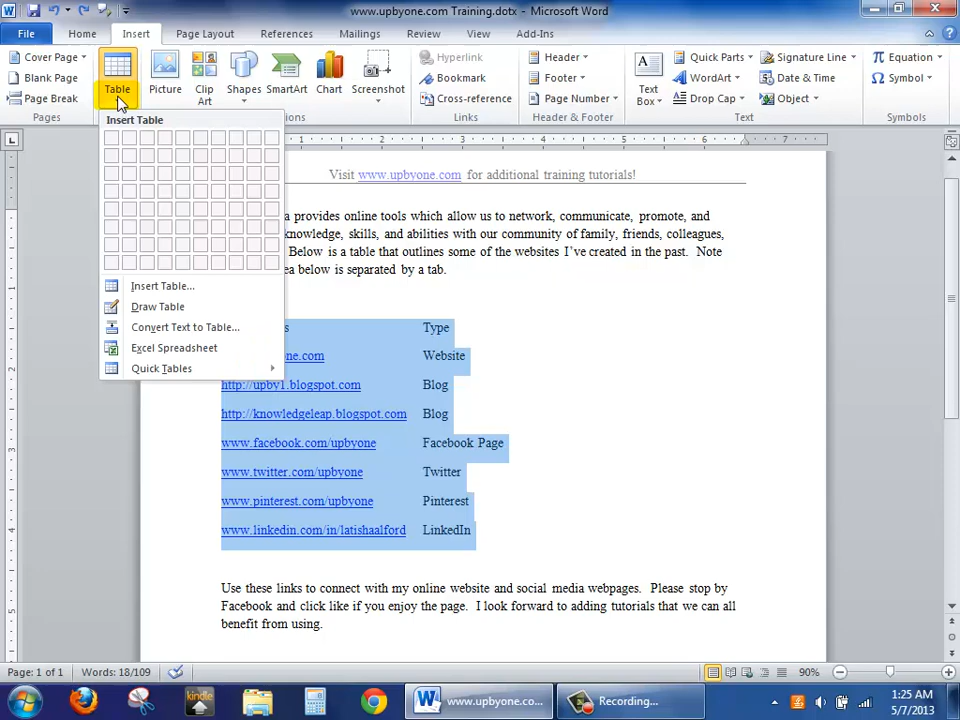 www.upbyone.com Training.dotx - Microsoft Word
File Home Insert Page Layout References Mailings Review View Add-Ins
Cover Page
Blank Page
Page Break
Pages
Table
Picture
Clip
Art
Shapes
SmartArt
Chart
Screenshot
Hyperlink
Bookmark
Cross-reference
Links
Header
Footer
Page Number
Header & Footer
Text
Box
Quick Parts
WordArt
Drop Cap
Signature Line
Date & Time
Object
Text
Equation
Symbol
Symbols
Insert Table
Insert Table...
Draw Table
Convert Text to Table...
Excel Spreadsheet
Quick Tables
1 2 3 4 5 6 7
Visit www.upbyone.com for additional training tutorials!
provides online tools which allow us to network, communicate, promote, and
knowledge, skills, and abilities with our community of family, friends, colleagues,
Below is a table that outlines some of the websites I've created in the past. Note
below is separated by a tab.
Type
one.com Website
http://upby1.blogspot.com Blog
http://knowledgeleap.blogspot.com Blog
www.facebook.com/upbyone Facebook Page
www.twitter.com/upbyone Twitter
www.pinterest.com/upbyone Pinterest
www.linkedin.com/in/latishaalford LinkedIn
Use these links to connect with my online website and social media webpages. Please stop by
Facebook and click like if you enjoy the page. I look forward to adding tutorials that we can all
benefit from using.
Page: 1 of 1 Words: 18/109 90%
kindle
www.upbyone.co...
Recording...
1:25 AM
5/7/2013